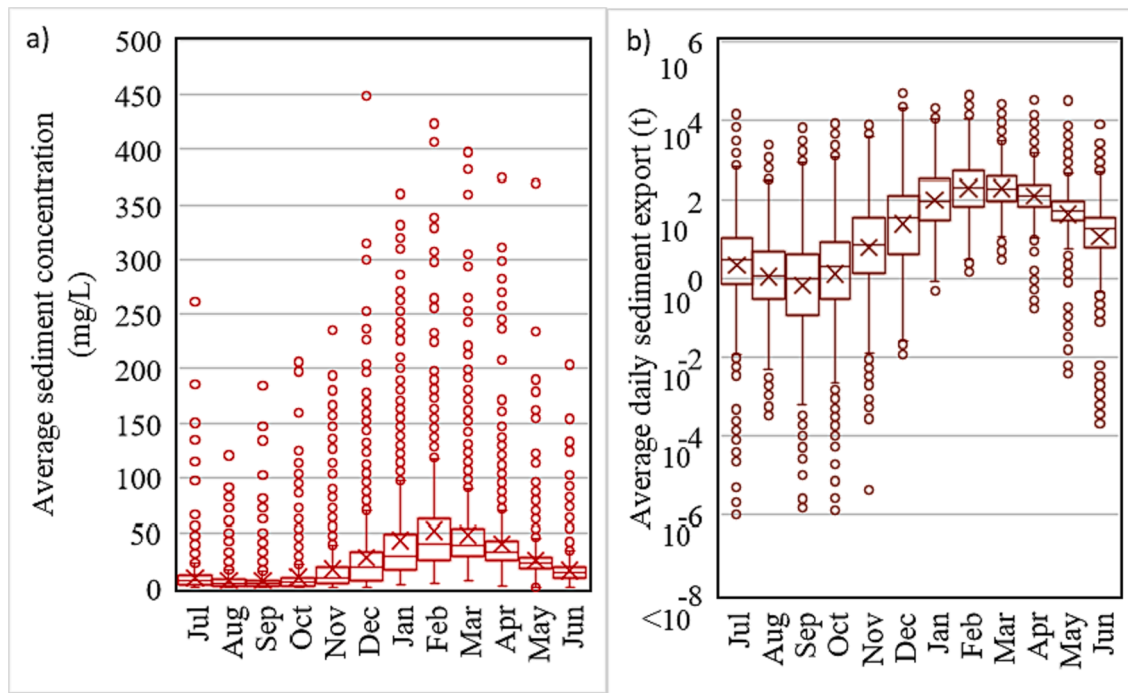 a)
Average sediment concentration
(mg/L)
500
450
400
350
300
250
200
150
100
50
0
Jul
Aug
Sep
Oct
Nov
Dec
Jan
Feb
Mar
Apr
May
Jun
b)
Average daily sediment export (t)
10 6
10 4
10 2
10 0
10 -2
10 -4
10 -6
<10 -8
Jul
Aug
Sep
Oct
Nov
Dec
Jan
Feb
Mar
Apr
May
Jun